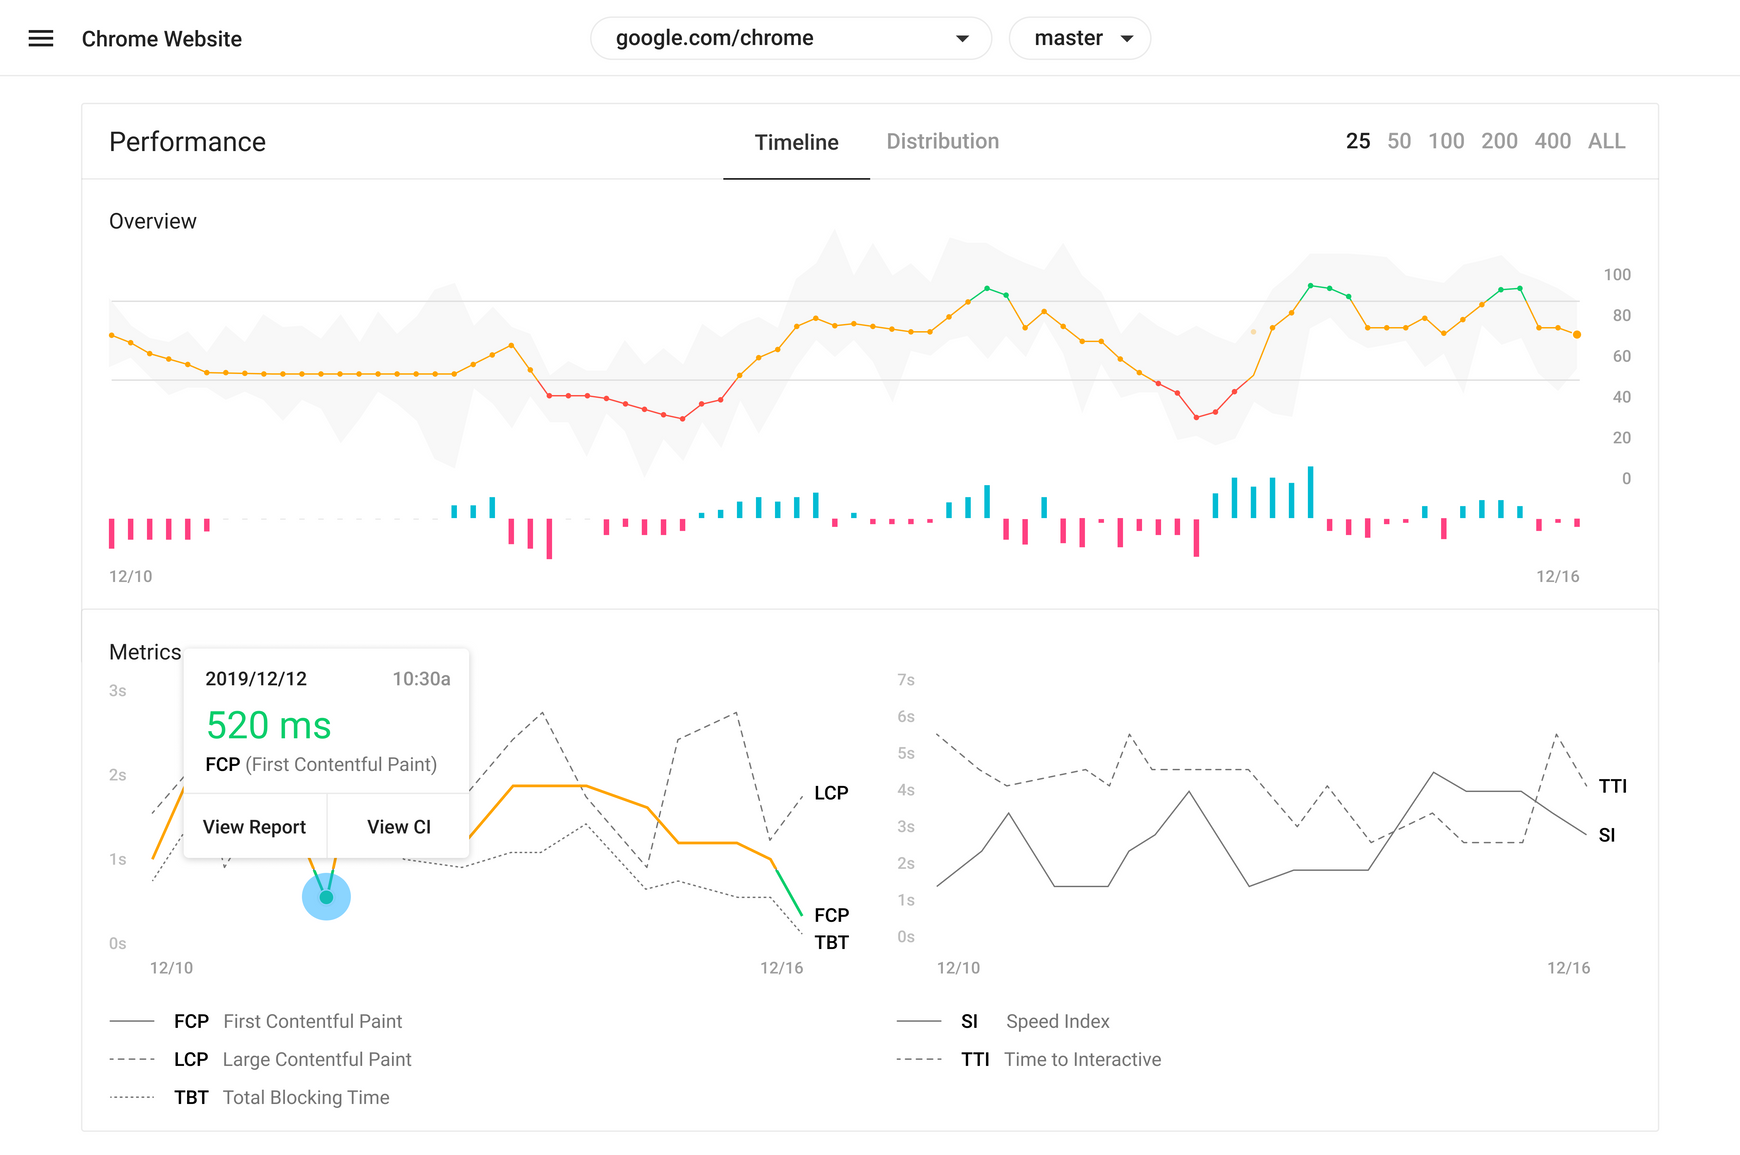 Chrome Website
google.com/chrome
master
Performance
Timeline
Distribution
25 50 100 200 400 ALL
Overview
100
80
60
40
20
0
12/10
12/16
Metrics
2019/12/12 10:30a
520 ms
FCP (First Contentful Paint)
View Report
View CI
3s
2s
1s
0s
LCP
FCP
TBT
12/10
12/16
7s
6s
5s
4s
3s
2s
1s
0s
TTI
SI
12/10
12/16
FCP First Contentful Paint
LCP Large Contentful Paint
TBT Total Blocking Time
SI Speed Index
TTI Time to Interactive